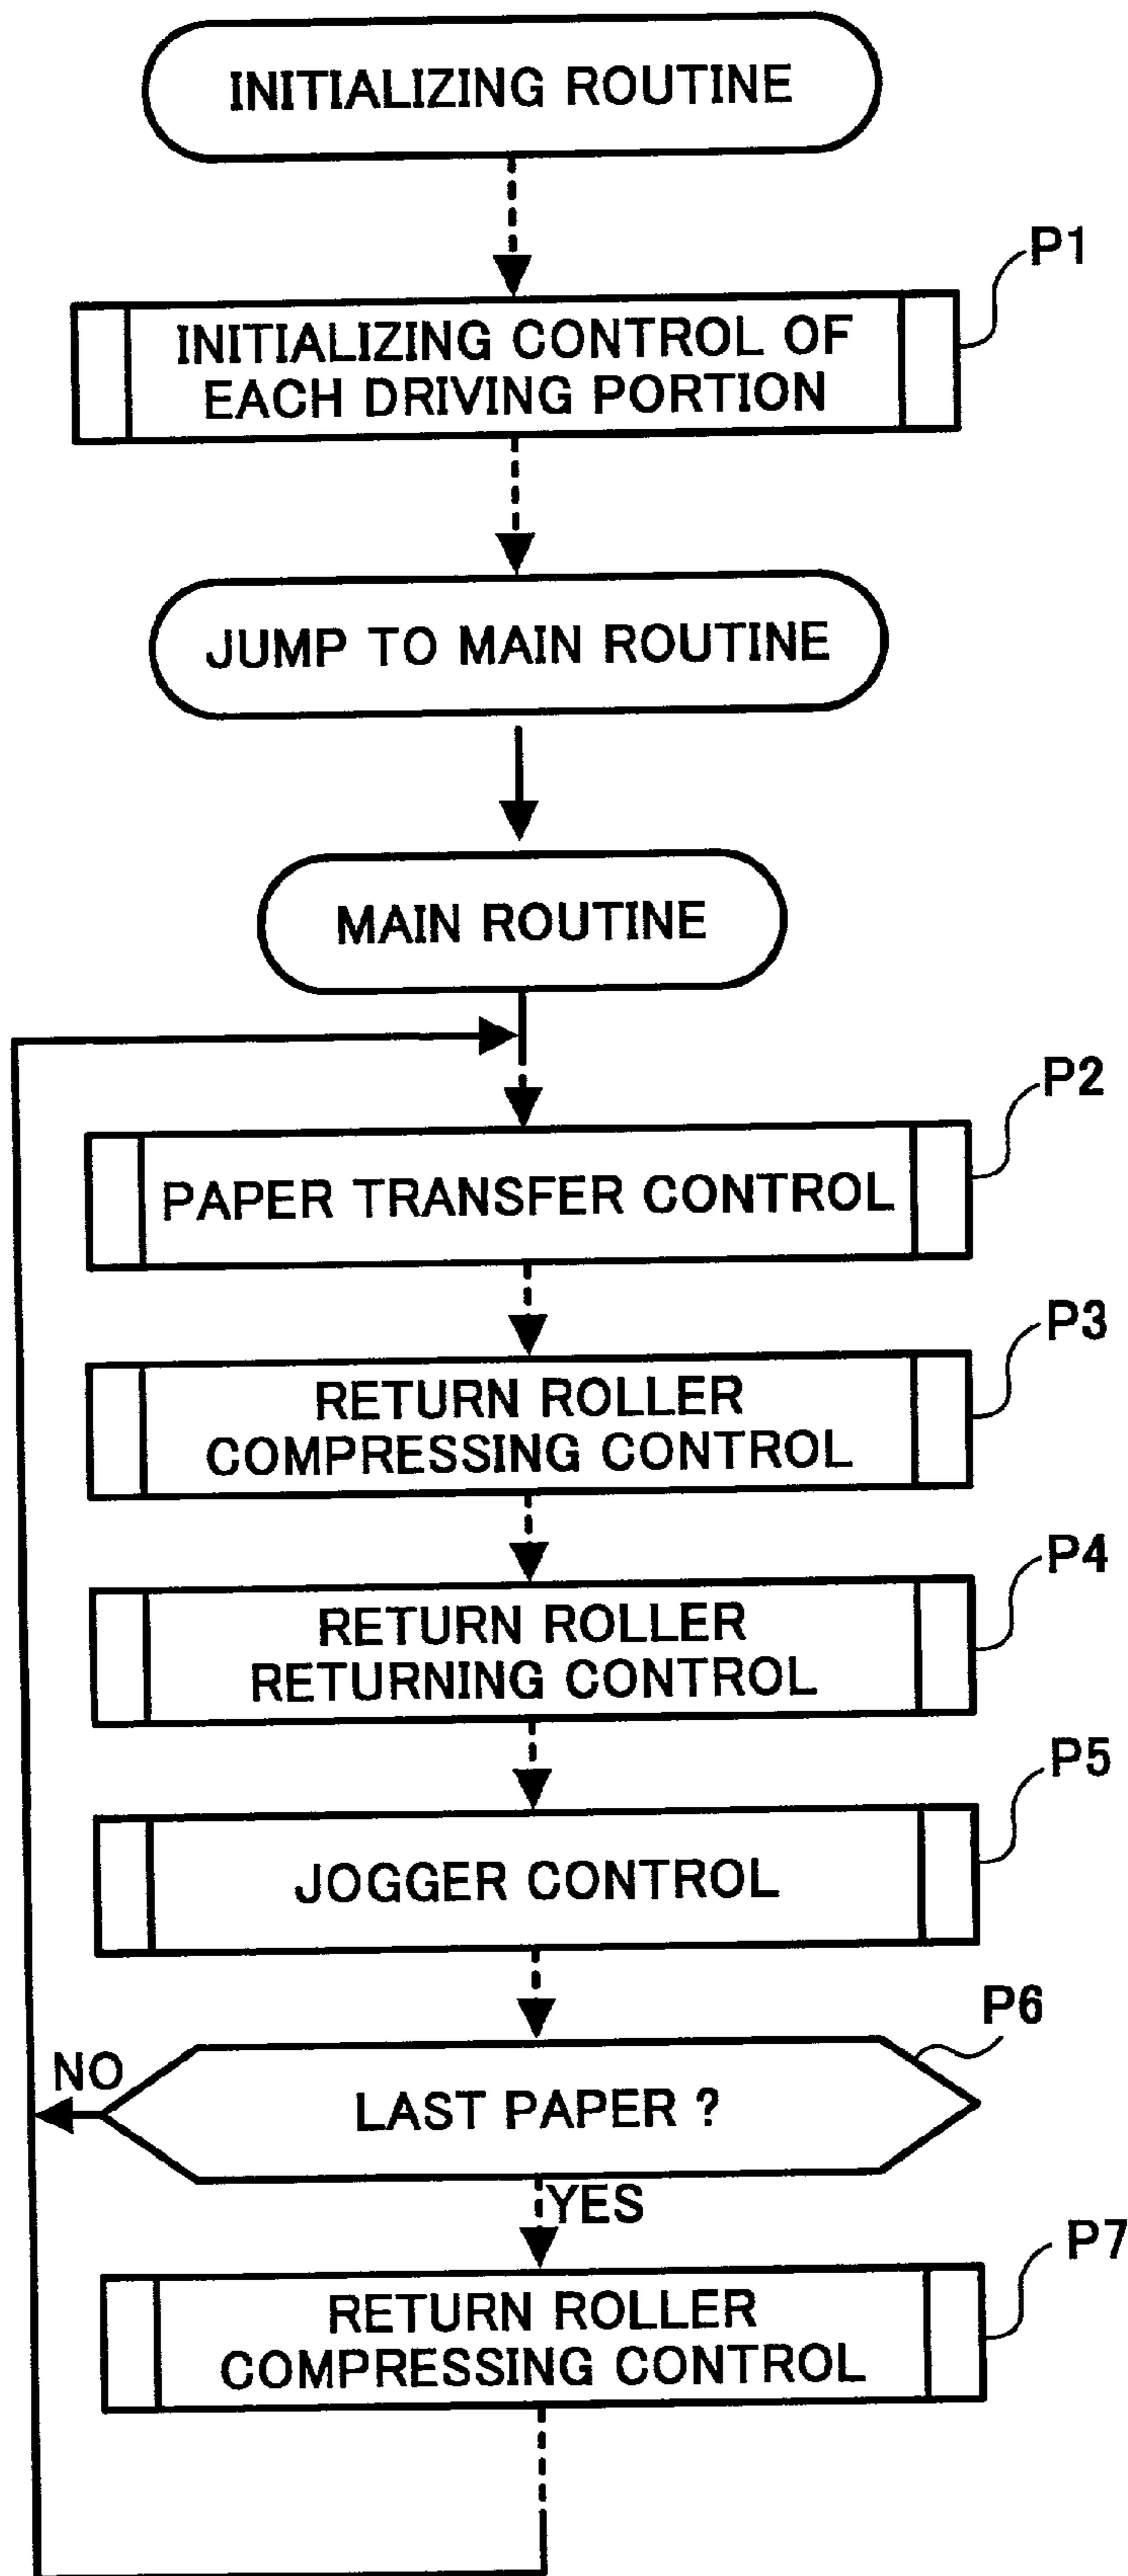 INITIALIZING ROUTINE
P1
INITIALIZING CONTROL OF
EACH DRIVING PORTION
JUMP TO MAIN ROUTINE
MAIN ROUTINE
P2
PAPER TRANSFER CONTROL
P3
RETURN ROLLER
COMPRESSING CONTROL
P4
RETURN ROLLER
RETURNING CONTROL
P5
JOGGER CONTROL
P6
NO
LAST PAPER ?
YES
P7
RETURN ROLLER
COMPRESSING CONTROL